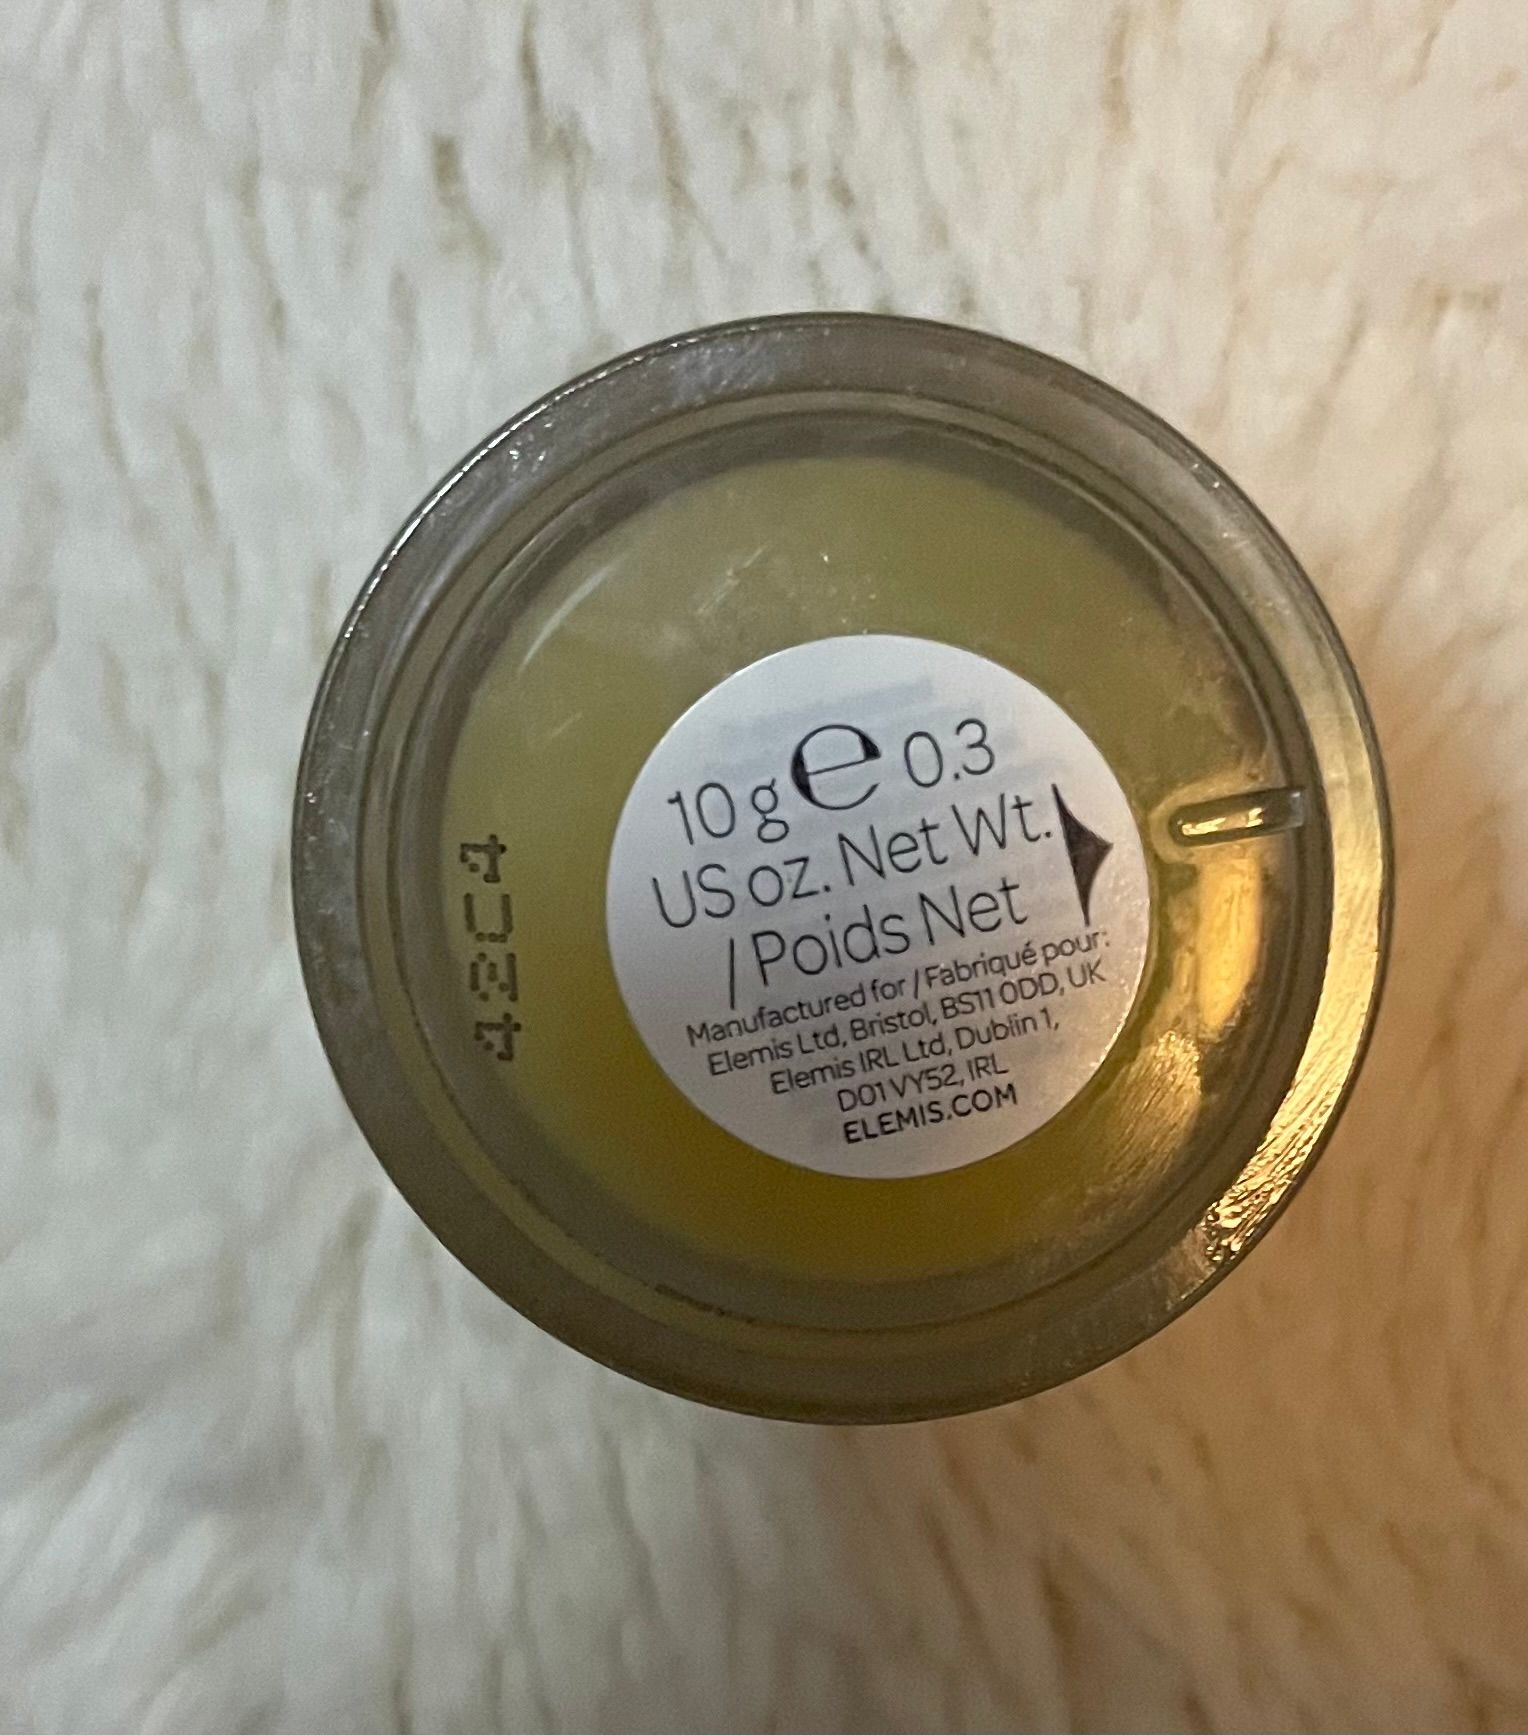 10 g e 0.3
US oz. Net Wt.
/ Poids Net
Manufactured for / Fabriqué pour:
Elemis Ltd, Bristol, BS11 0DD, UK
Elemis IRL Ltd, Dublin 1,
D01 VY52, IRL
ELEMIS.COM